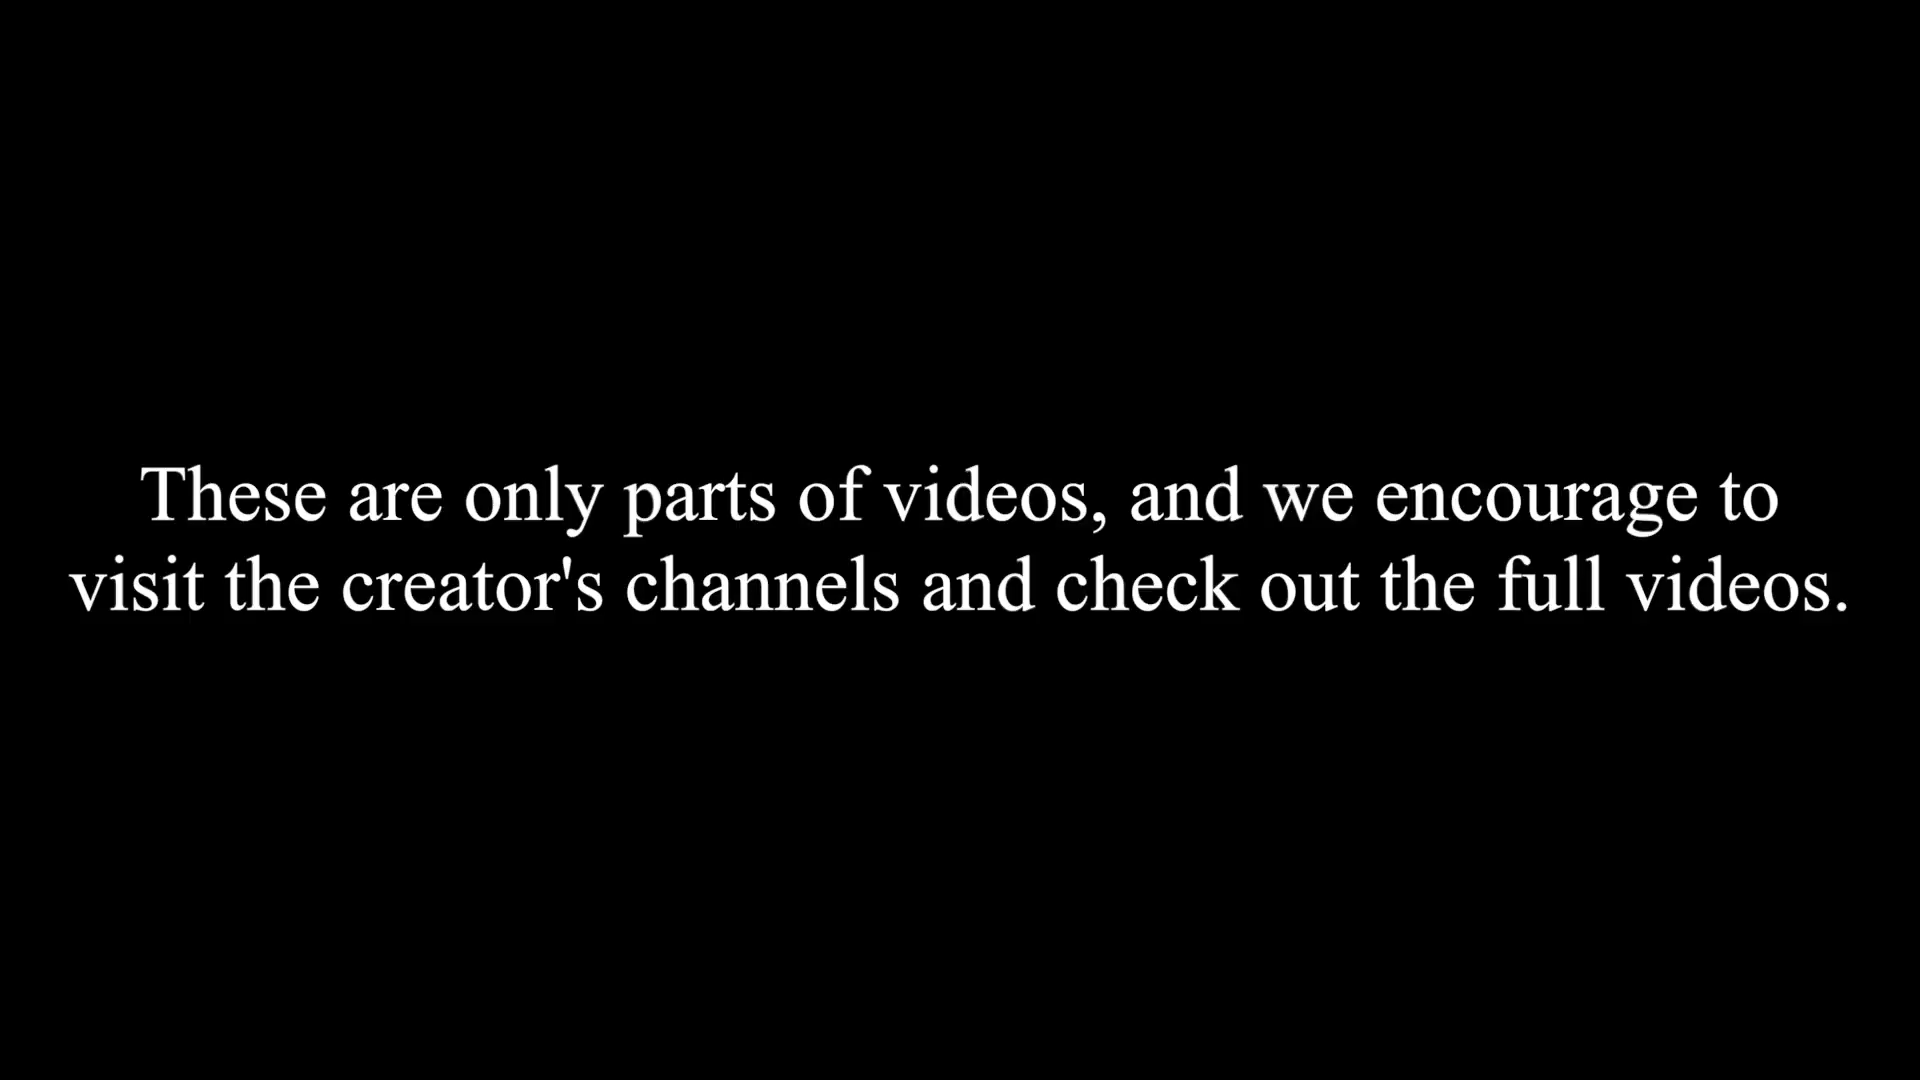 These are only parts of videos, and we encourage to
visit the creator's channels and check out the full videos.